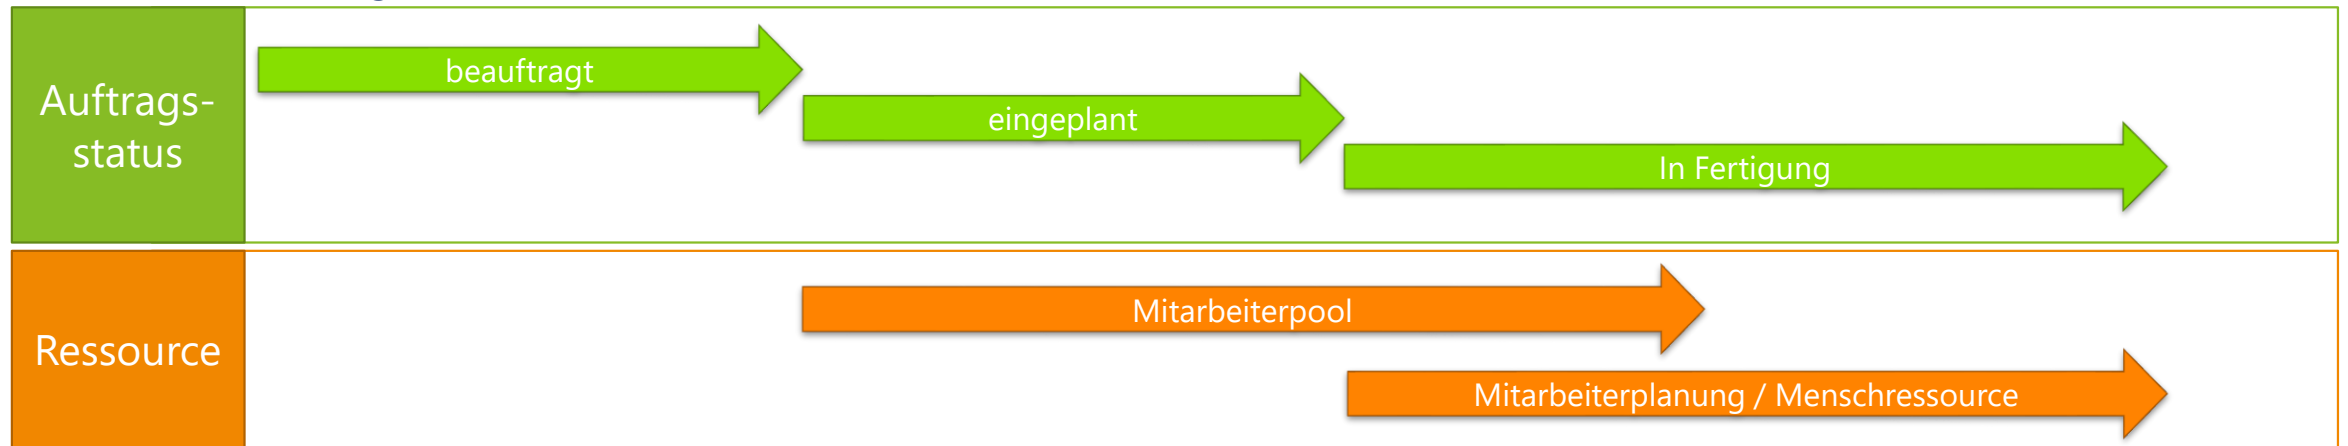 Auftrags-
status
beauftragt
eingeplant
In Fertigung
Ressource
Mitarbeiterpool
Mitarbeiterplanung / Menschressource